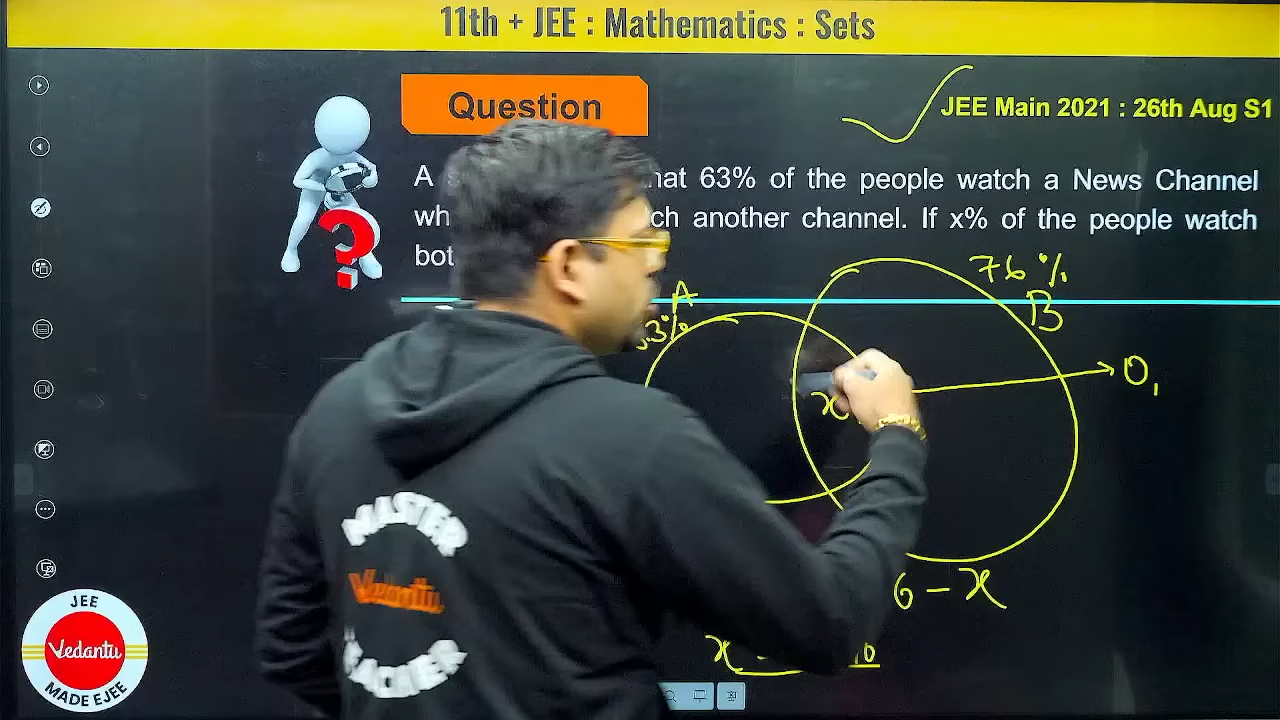 11th + JEE : Mathematics : Sets
Question
JEE Main 2021 : 26th Aug S1
A hat 63% of the people watch a News Channel
wh ch another channel. If x% of the people watch
bot
76%
A
B
3%
x
O,
6 - x
x
MASTER
Vedantu
TEACHER
JEE
Vedantu
MADE EJEE